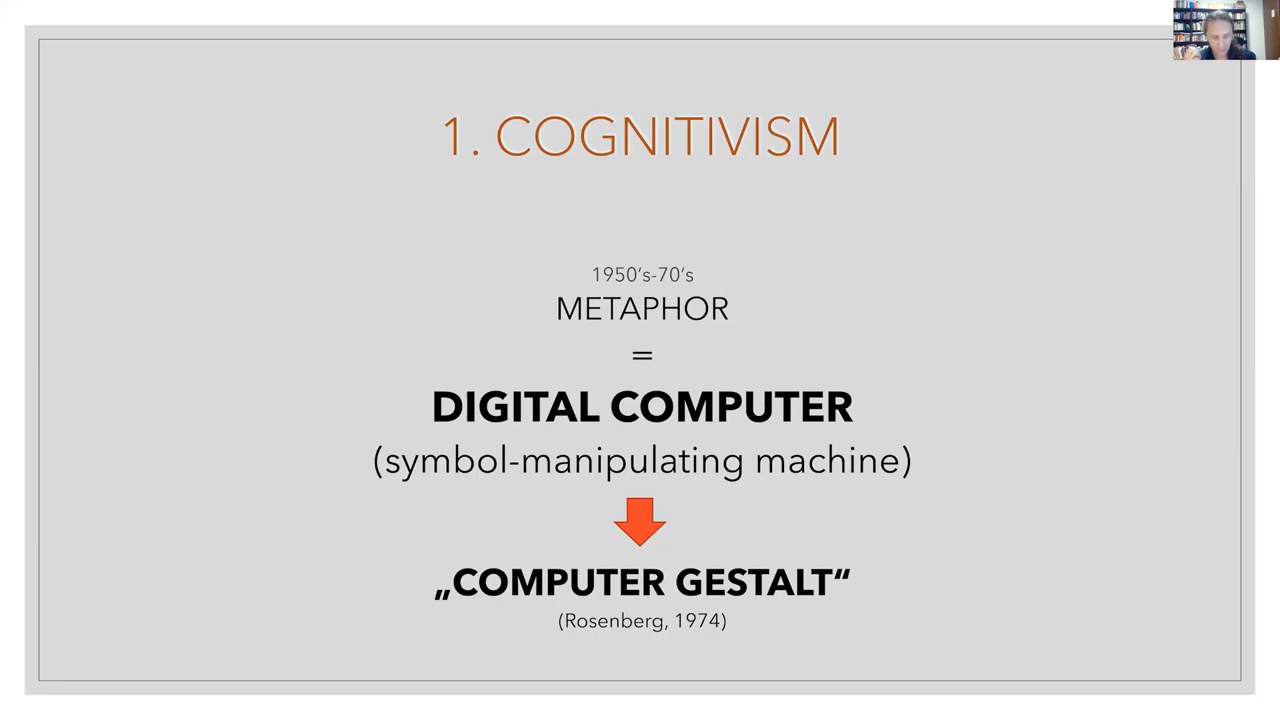 1. COGNITIVISM
1950‘s-70‘s
METAPHOR
=
DIGITAL COMPUTER
(symbol-manipulating machine)
„COMPUTER GESTALT“
(Rosenberg, 1974)